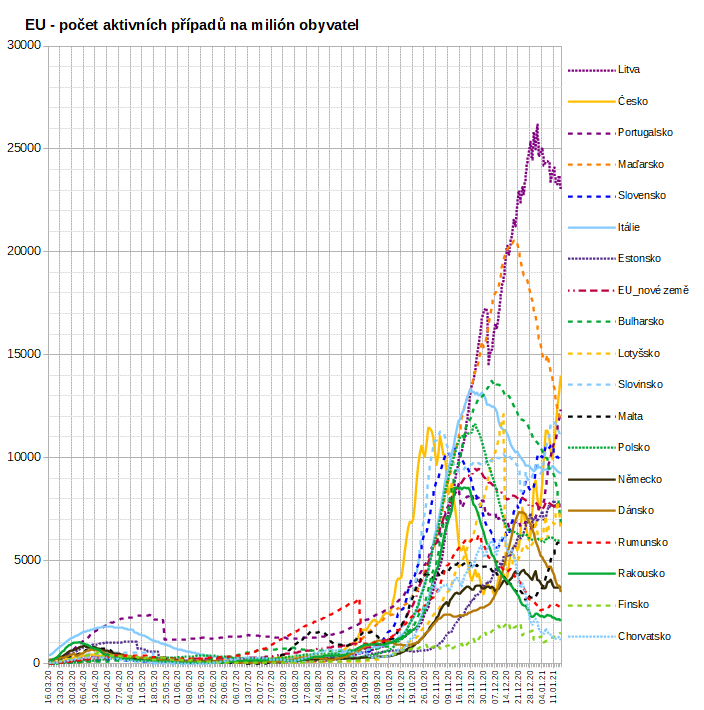 EU - počet aktivních případů na milión obyvatel
30000
25000
20000
15000
10000
5000
0
16.03.20
23.03.20
30.03.20
06.04.20
13.04.20
20.04.20
27.04.20
04.05.20
11.05.20
18.05.20
25.05.20
01.06.20
08.06.20
15.06.20
22.06.20
29.06.20
06.07.20
13.07.20
20.07.20
27.07.20
03.08.20
10.08.20
17.08.20
24.08.20
31.08.20
07.09.20
14.09.20
21.09.20
28.09.20
05.10.20
12.10.20
19.10.20
26.10.20
02.11.20
09.11.20
16.11.20
23.11.20
30.11.20
07.12.20
14.12.20
21.12.20
28.12.20
04.01.21
11.01.21
Litva
Česko
Portugalsko
Maďarsko
Slovensko
Itálie
Estonsko
EU_nové země
Bulharsko
Lotyšsko
Slovinsko
Malta
Polsko
Německo
Dánsko
Rumunsko
Rakousko
Finsko
Chorvatsko